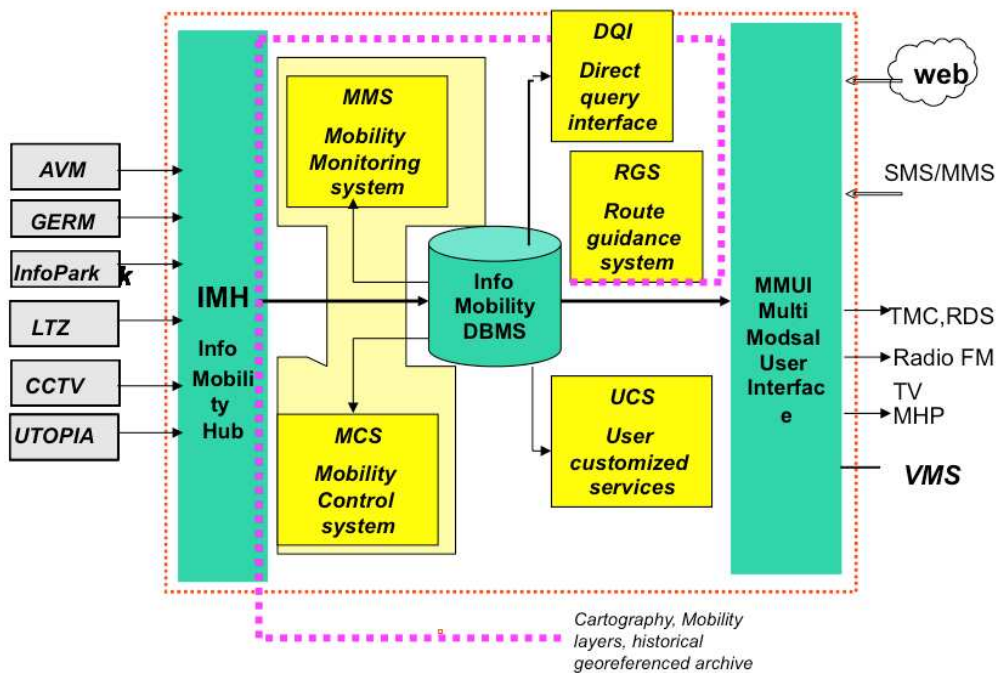 AVM
GERM
InfoPark
k
LTZ
CCTV
UTOPIA
IMH
Info
Mobili
ty
Hub
MMS
Mobility
Monitoring
system
MCS
Mobility
Control
system
Info
Mobility
DBMS
DQI
Direct
query
interface
RGS
Route
guidance
system
UCS
User
customized
services
MMUI
Multi
Modsal
User
Interfac
e
web
SMS/MMS
TMC,RDS
Radio FM
TV
MHP
VMS
Cartography, Mobility
layers, historical
georeferenced archive